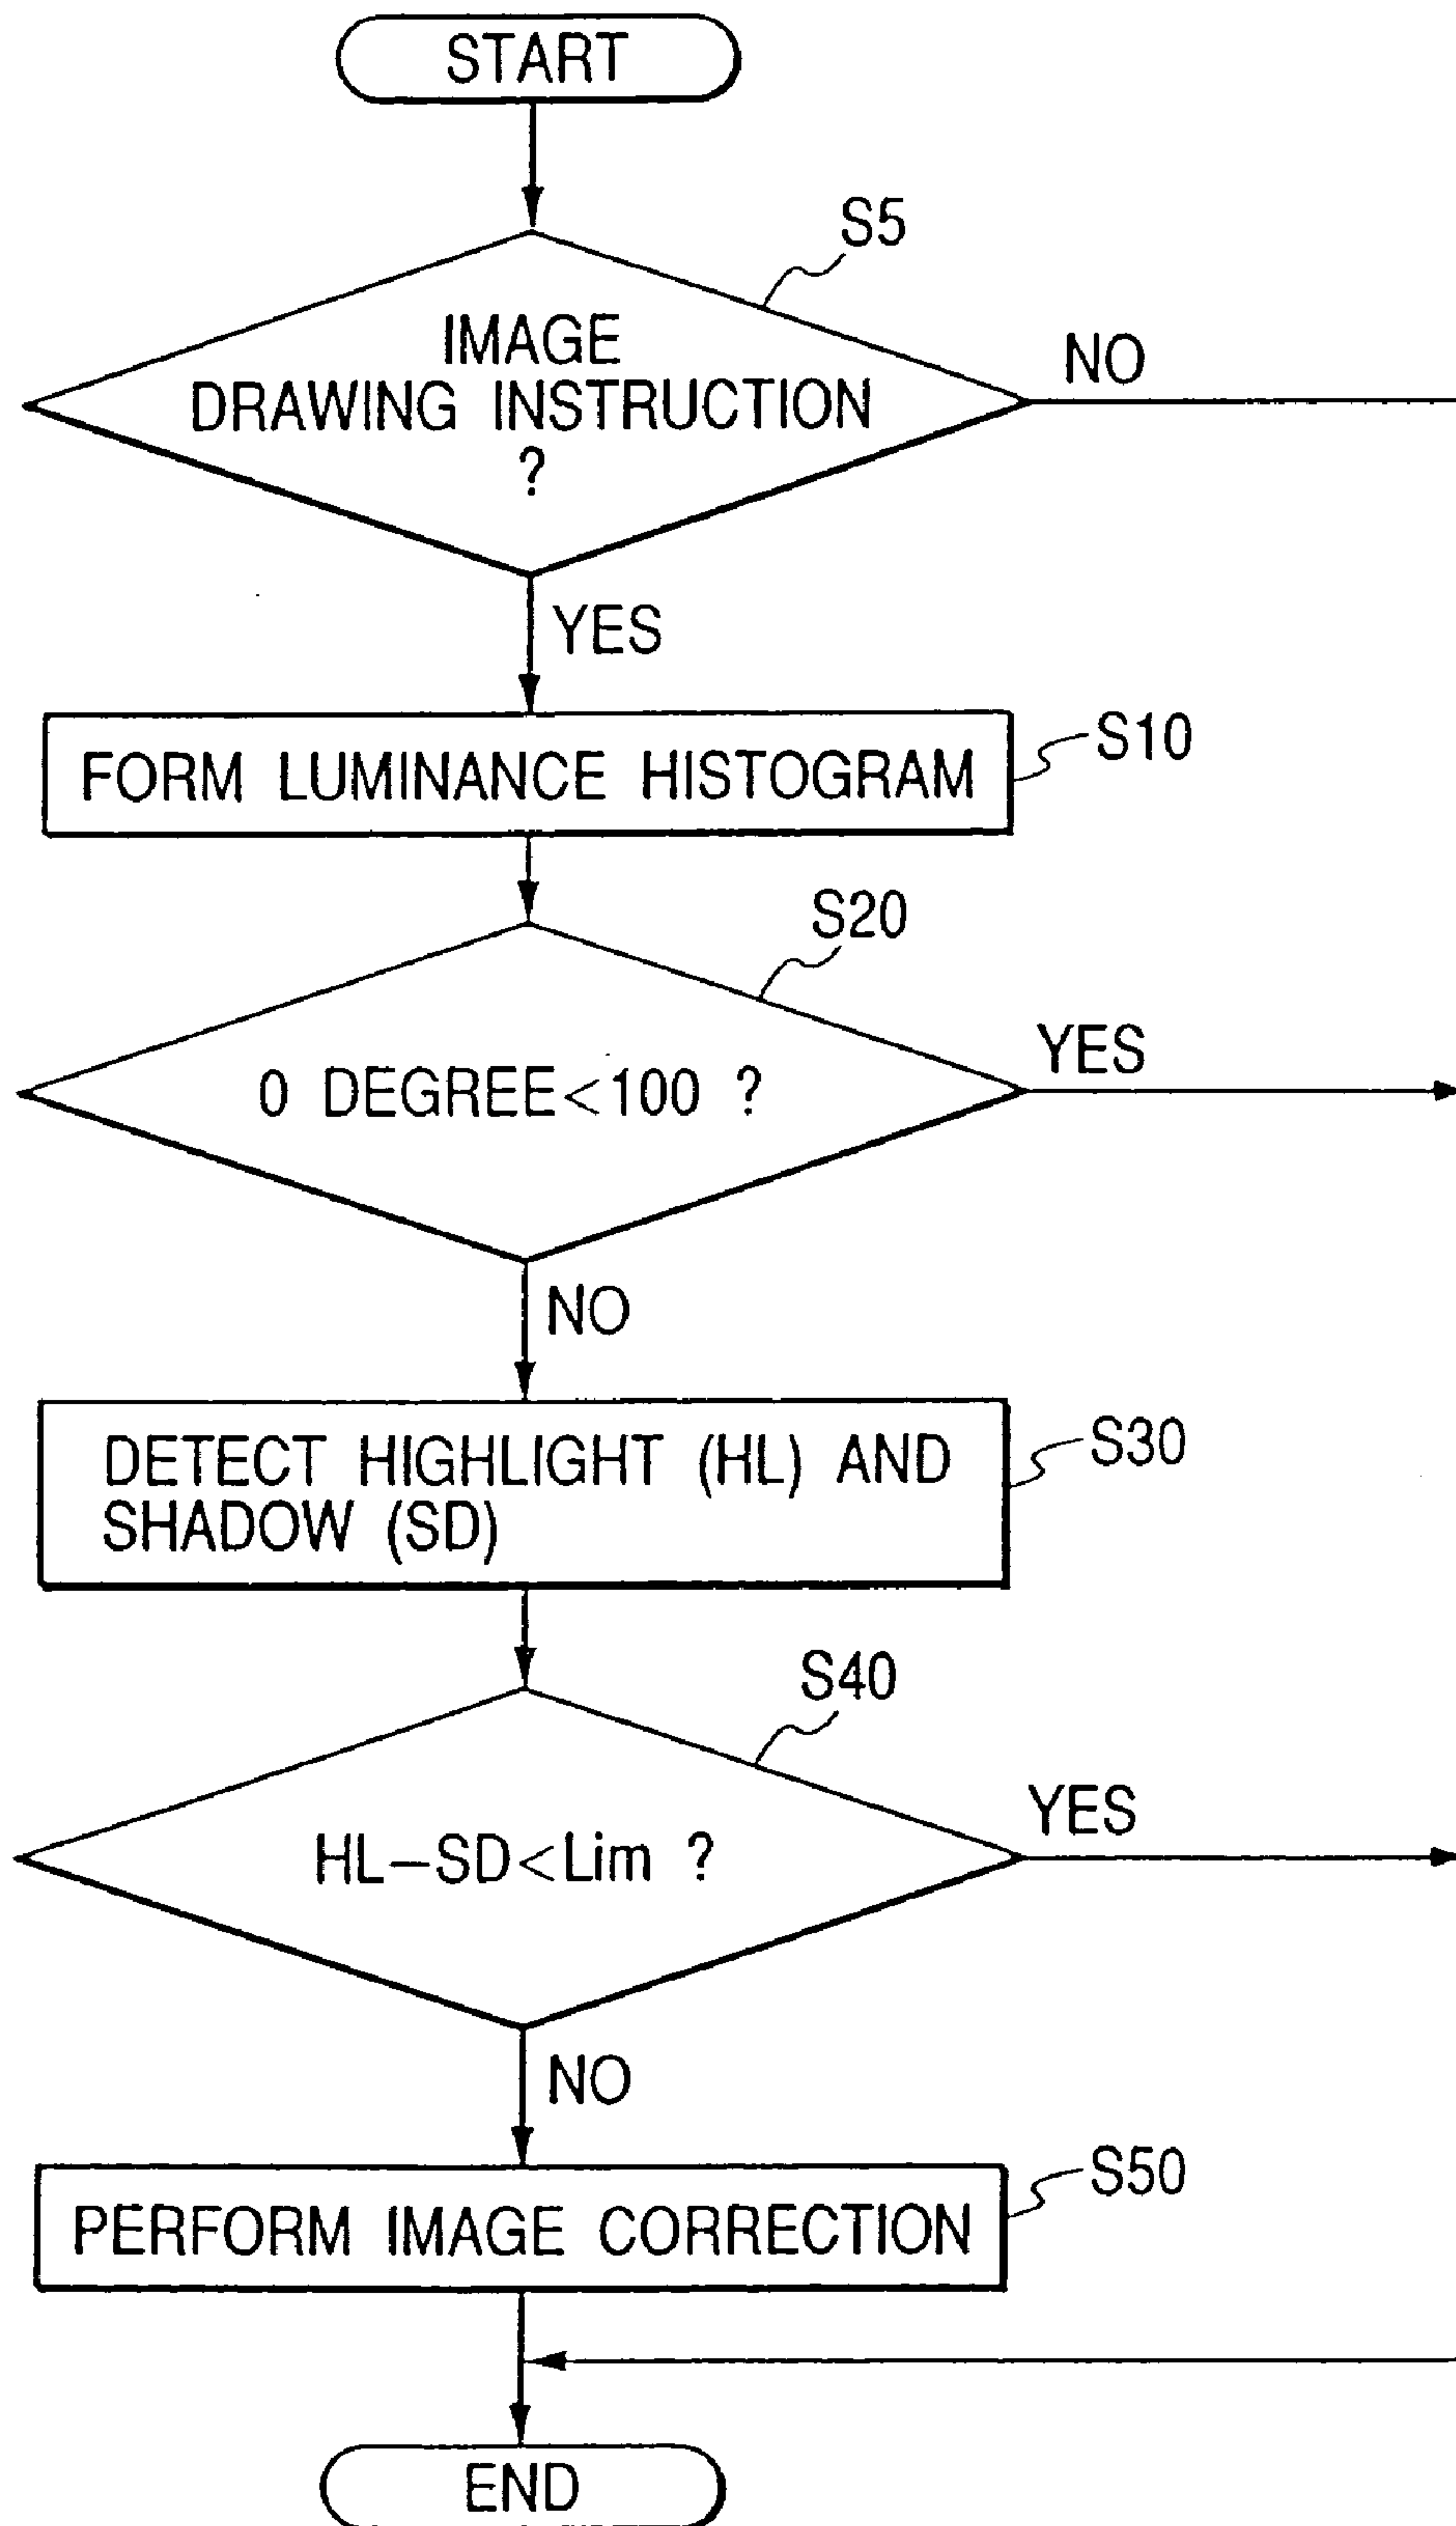 START
S5
IMAGE
DRAWING INSTRUCTION
?
NO
YES
FORM LUMINANCE HISTOGRAM
S10
S20
0 DEGREE<100 ?
YES
NO
DETECT HIGHLIGHT (HL) AND
SHADOW (SD)
S30
S40
HL-SD<Lim ?
YES
NO
PERFORM IMAGE CORRECTION
S50
END